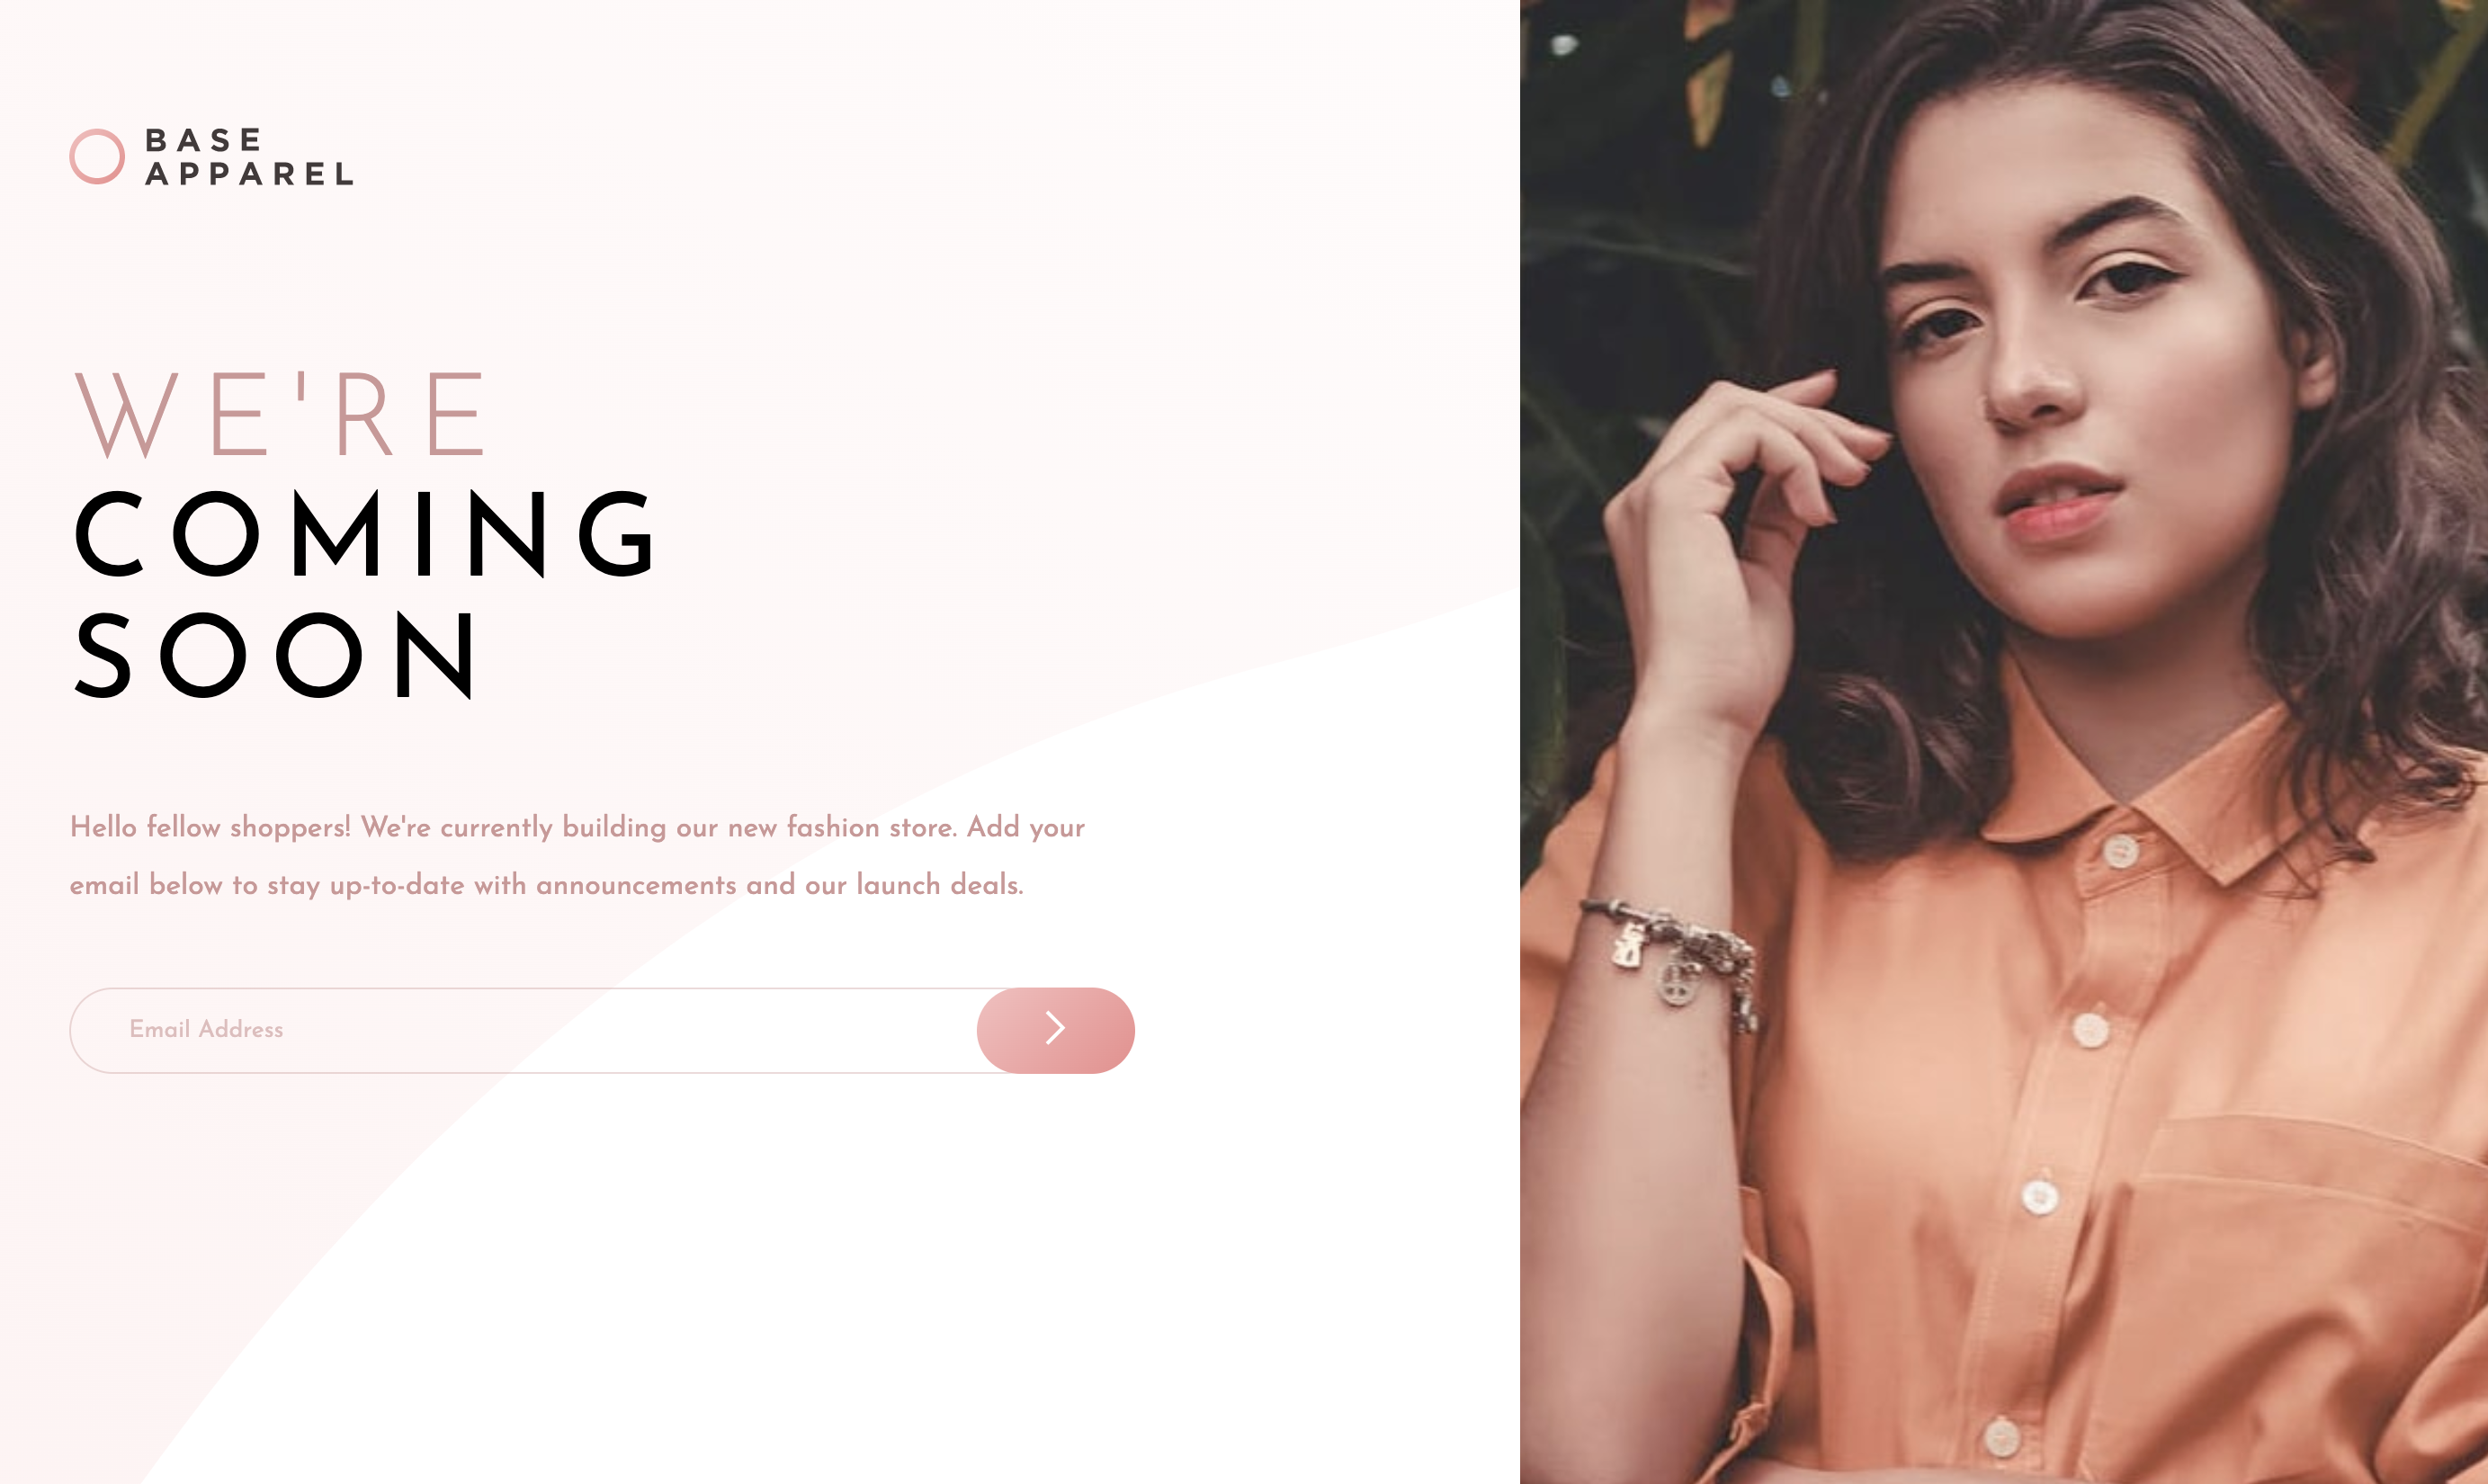 BASE
APPAREL
WE'RE
COMING
SOON
Hello fellow shoppers! We're currently building our new fashion store. Add your
email below to stay up-to-date with announcements and our launch deals.
Email Address